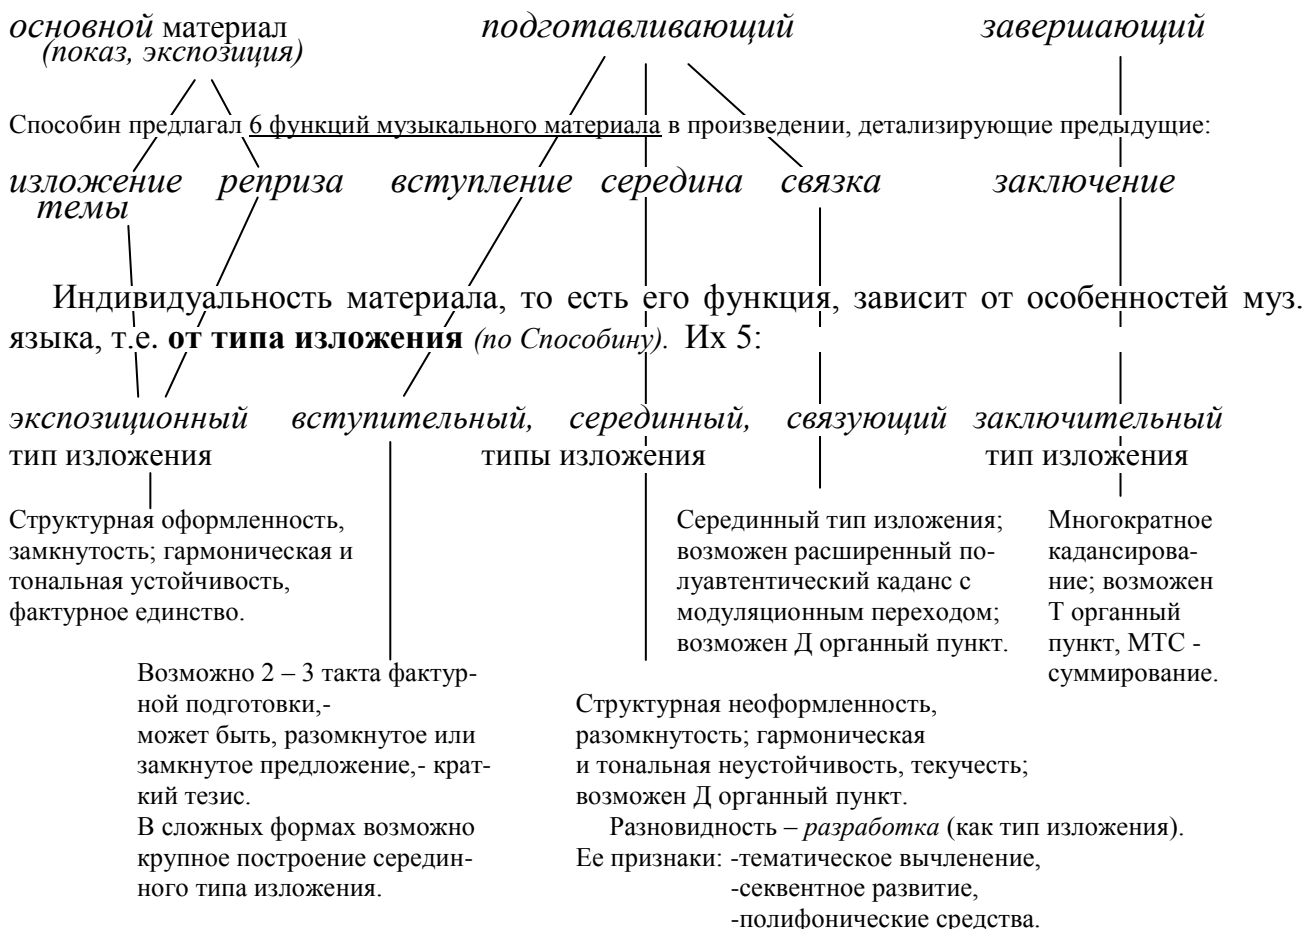 основной материал подготавливающий завершающий
(показ, экспозиция)
Способин предлагал 6 функций музыкального материала в произведении, детализирующие предыдущие:
изложение реприза вступление середина связка заключение
темы
Индивидуальность материала, то есть его функция, зависит от особенностей муз.
языка, т.е. от типа изложения (по Способину). Их 5:
экспозиционный вступительный, серединный, связующий заключительный
тип изложения типы изложения тип изложения
Структурная оформленность,
замкнутость; гармоническая и
тональная устойчивость,
фактурное единство.
Серединный тип изложения;
возможен расширенный по-
луавтентический каданс с
модуляционным переходом;
возможен Д органный пункт.
Многократное
кадансирова-
ние; возможен
Т органный
пункт, МТС -
суммирование.
Возможно 2 – 3 такта фактур-
ной подготовки,-
может быть, разомкнутое или
замкнутое предложение,- крат-
кий тезис.
В сложных формах возможно
крупное построение середин-
ного типа изложения.
Структурная неоформленность,
разомкнутость; гармоническая
и тональная неустойчивость, текучесть;
возможен Д органный пункт.
Разновидность – разработка (как тип изложения).
Ее признаки: -тематическое вычленение,
-секвентное развитие,
-полифонические средства.